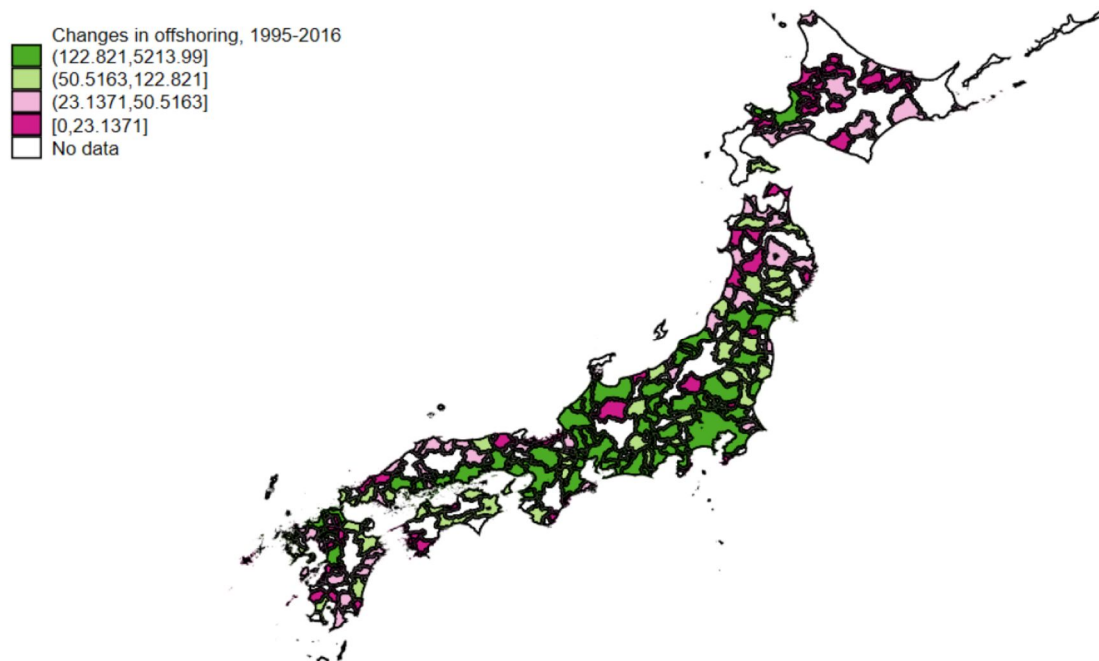 Changes in offshoring, 1995-2016
(122.821,5213.99]
(50.5163,122.821]
(23.1371,50.5163]
[0,23.1371]
No data